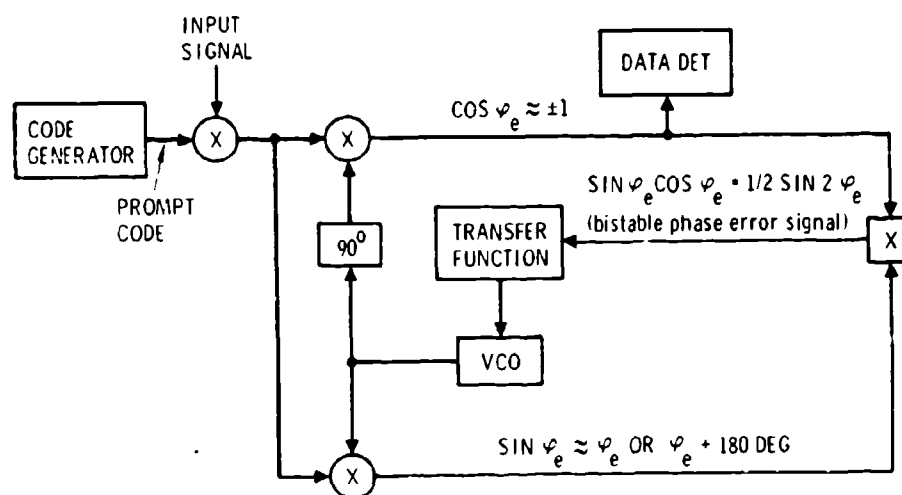 INPUT
SIGNAL
DATA DET
CODE
GENERATOR
X
X
COS φe ≈ ±1
PROMPT
CODE
90°
TRANSFER
FUNCTION
SIN φe COS φe = 1/2 SIN 2 φe
(bistable phase error signal)
X
VCO
X
SIN φe ≈ φe OR φe + 180 DEG